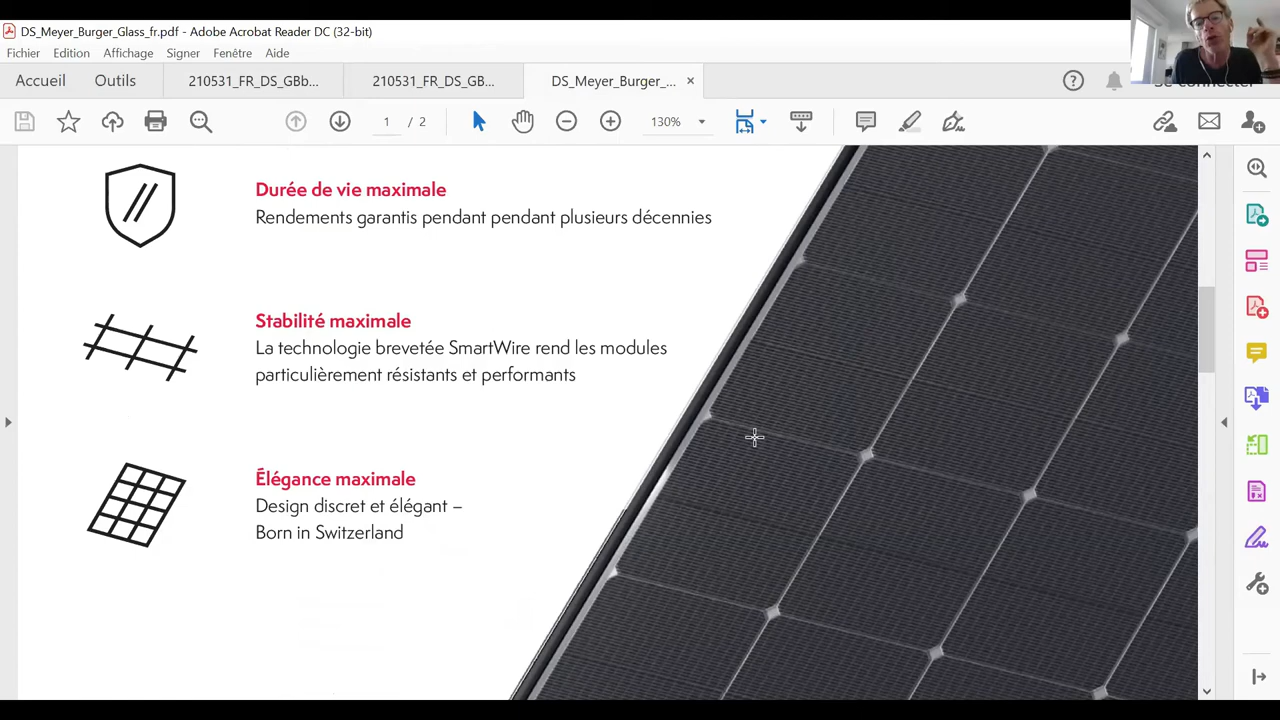 DS_Meyer_Burger_Glass_fr.pdf - Adobe Acrobat Reader DC (32-bit)
Fichier Edition Affichage Signer Fenêtre Aide
Accueil Outils 210531_FR_DS_GBb... 210531_FR_DS_GB... DS_Meyer_Burger_...
1 / 2 130%
Durée de vie maximale
Rendements garantis pendant pendant plusieurs décennies
Stabilité maximale
La technologie brevetée SmartWire rend les modules
particulièrement résistants et performants
Élégance maximale
Design discret et élégant –
Born in Switzerland